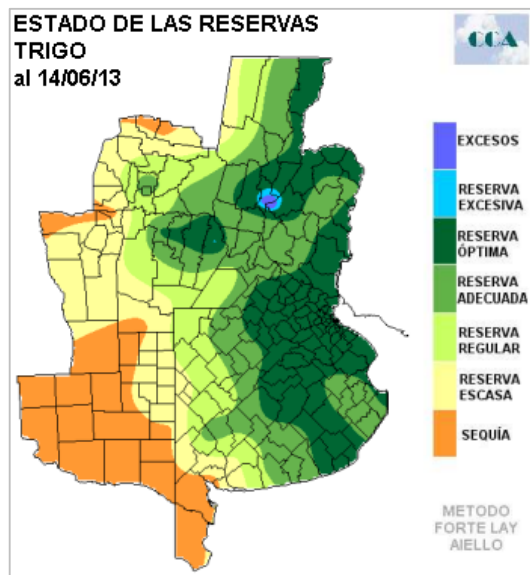 ESTADO DE LAS RESERVAS
TRIGO
al 14/06/13
CCA
EXCESOS
RESERVA
EXCESIVA
RESERVA
ÓPTIMA
RESERVA
ADECUADA
RESERVA
REGULAR
RESERVA
ESCASA
SEQUÍA
METODO
FORTE LAY
AIELLO